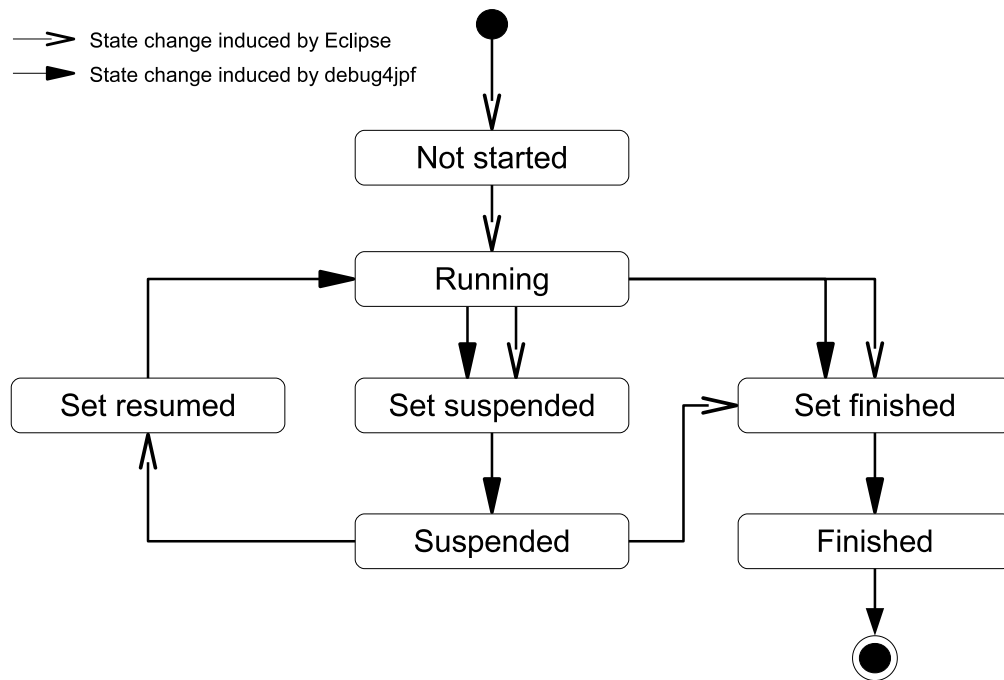 State change induced by Eclipse
State change induced by debug4jpf
Not started
Running
Set resumed
Set suspended
Set finished
Suspended
Finished